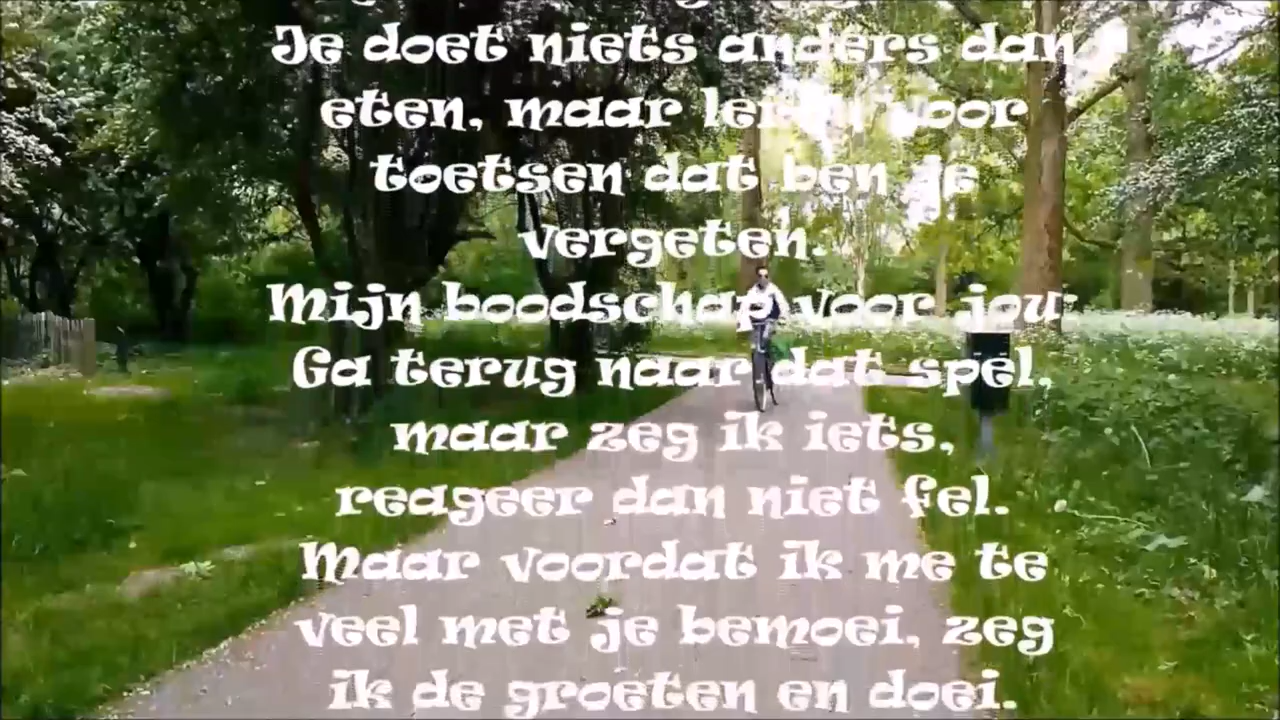 Je doet niets anders dan
eten, maar leren voor
toetsen dat ben je
vergeten.
Mijn boodschap voor jou:
Ga terug naar dat spel,
maar zeg ik iets,
reageer dan niet fel.
Maar voordat ik me te
veel met je bemoei, zeg
ik de groeten en doei.